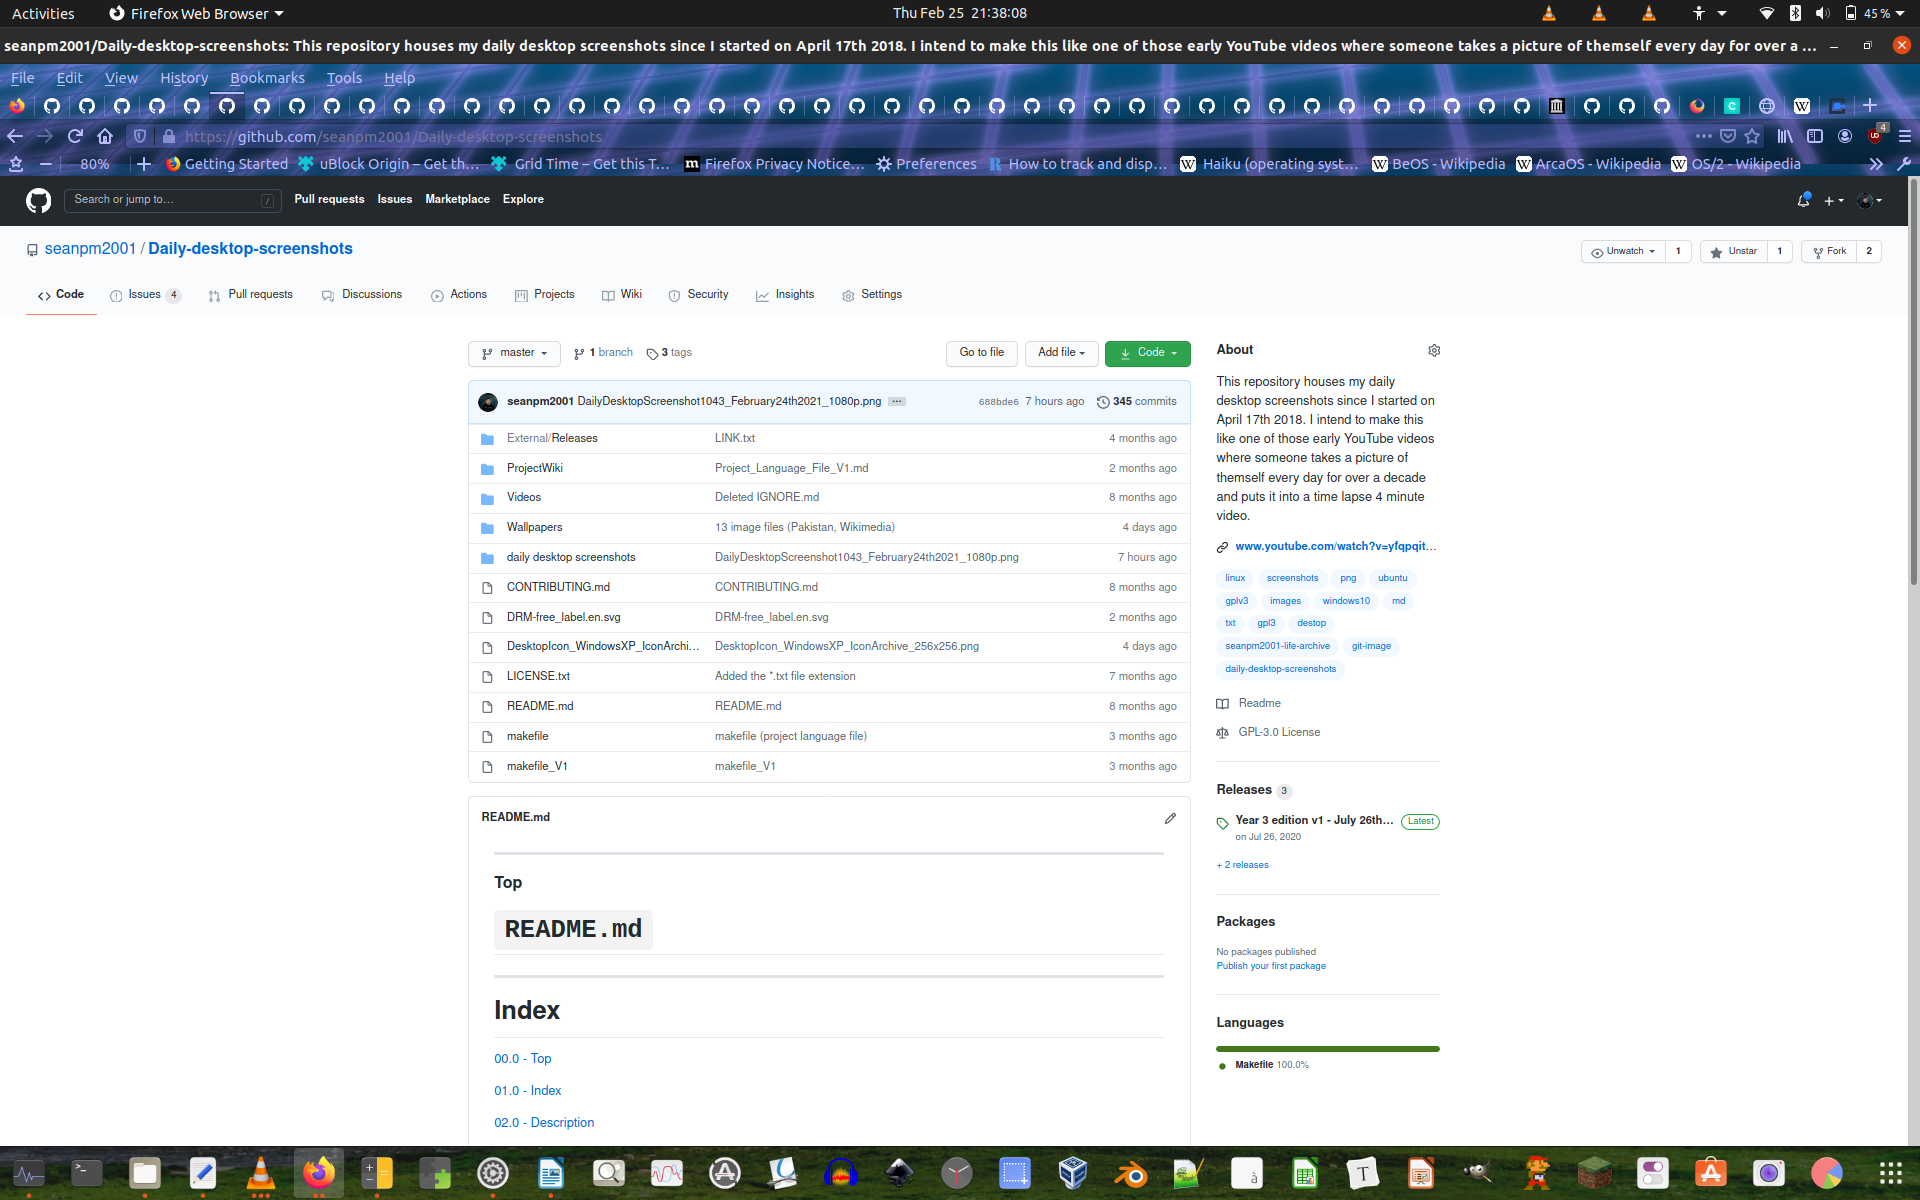 Activities Firefox Web Browser Thu Feb 25 21:38:08 45 %
seanpm2001/Daily-desktop-screenshots: This repository houses my daily desktop screenshots since I started on April 17th 2018. I intend to make this like one of those early YouTube videos where someone takes a picture of themself every day for over a ...
File Edit View History Bookmarks Tools Help
https://github.com/seanpm2001/Daily-desktop-screenshots 4
80% Getting Started uBlock Origin – Get th… Grid Time – Get this T… Firefox Privacy Notice… Preferences How to track and disp… Haiku (operating syst… BeOS - Wikipedia ArcaOS - Wikipedia OS/2 - Wikipedia
Search or jump to… / Pull requests Issues Marketplace Explore
seanpm2001 / Daily-desktop-screenshots Unwatch 1 Unstar 1 Fork 2
Code Issues 4 Pull requests Discussions Actions Projects Wiki Security Insights Settings
master 1 branch 3 tags Go to file Add file Code
seanpm2001 DailyDesktopScreenshot1043_February24th2021_1080p.png ... 688bde6 7 hours ago 345 commits
External/Releases LINK.txt 4 months ago
ProjectWiki Project_Language_File_V1.md 2 months ago
Videos Deleted IGNORE.md 8 months ago
Wallpapers 13 image files (Pakistan, Wikimedia) 4 days ago
daily desktop screenshots DailyDesktopScreenshot1043_February24th2021_1080p.png 7 hours ago
CONTRIBUTING.md CONTRIBUTING.md 8 months ago
DRM-free_label.en.svg DRM-free_label.en.svg 2 months ago
DesktopIcon_WindowsXP_IconArchi… DesktopIcon_WindowsXP_IconArchive_256x256.png 4 days ago
LICENSE.txt Added the *.txt file extension 7 months ago
README.md README.md 8 months ago
makefile makefile (project language file) 3 months ago
makefile_V1 makefile_V1 3 months ago
README.md
Top
README.md
Index
00.0 - Top
01.0 - Index
02.0 - Description
About
This repository houses my daily
desktop screenshots since I started on
April 17th 2018. I intend to make this
like one of those early YouTube videos
where someone takes a picture of
themself every day for over a decade
and puts it into a time lapse 4 minute
video.
www.youtube.com/watch?v=yfqpqit…
linux screenshots png ubuntu
gplv3 images windows10 md
txt gpl3 destop
seanpm2001-life-archive git-image
daily-desktop-screenshots
Readme
GPL-3.0 License
Releases 3
Year 3 edition v1 - July 26th… Latest
on Jul 26, 2020
+ 2 releases
Packages
No packages published
Publish your first package
Languages
Makefile 100.0%